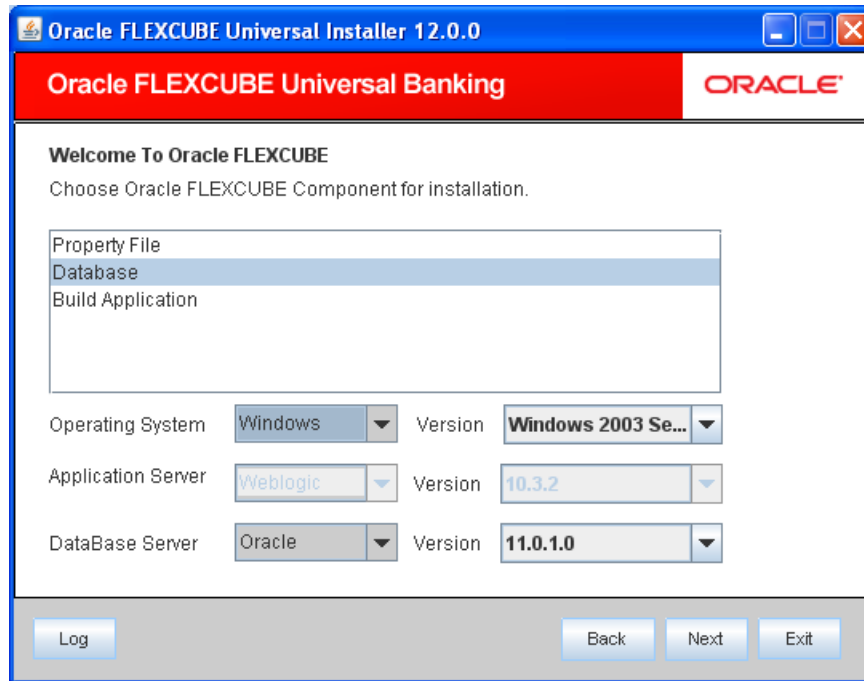 Oracle FLEXCUBE Universal Installer 12.0.0
Oracle FLEXCUBE Universal Banking
ORACLE
Welcome To Oracle FLEXCUBE
Choose Oracle FLEXCUBE Component for installation.
Property File
Database
Build Application
Operating System Windows Version Windows 2003 Se...
Application Server Weblogic Version 10.3.2
DataBase Server Oracle Version 11.0.1.0
Log Back Next Exit